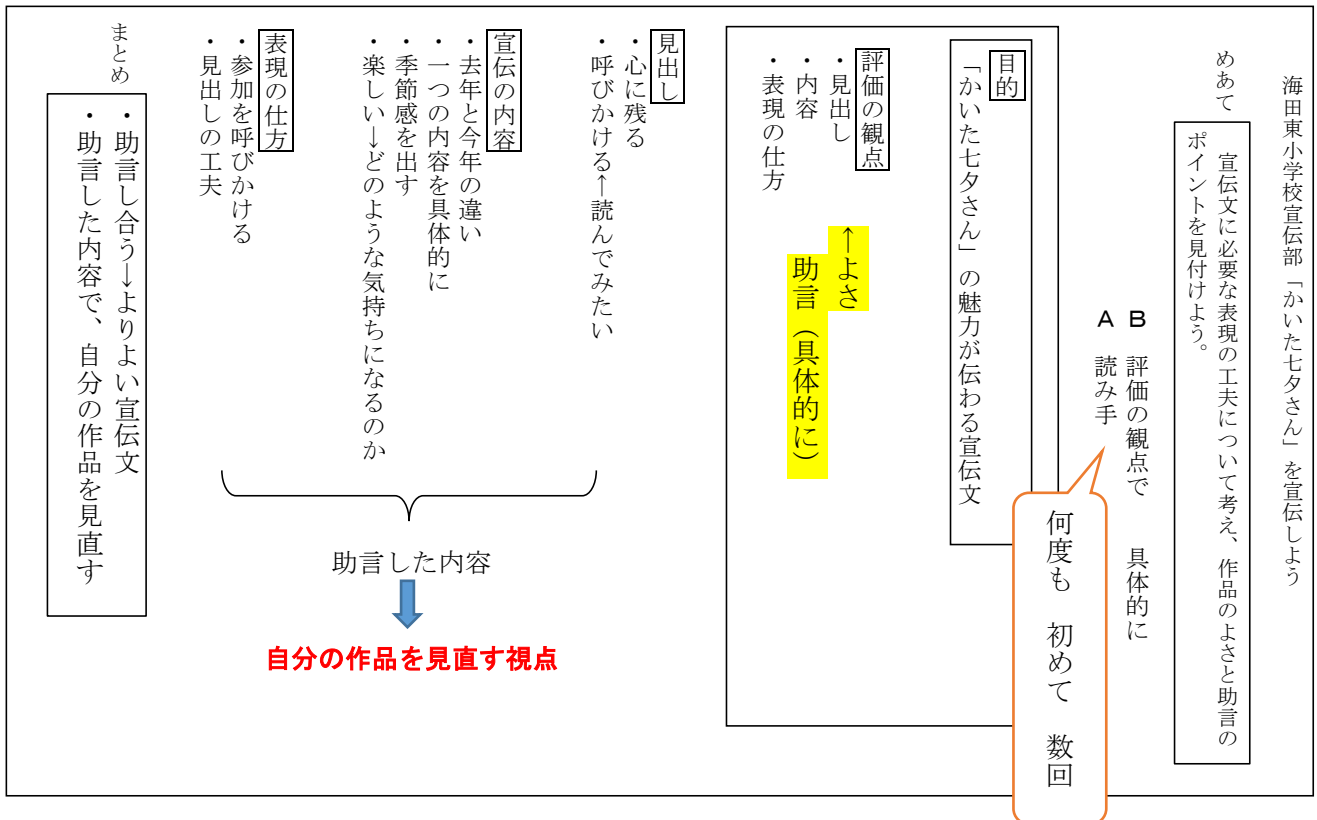 海田東小学校宣伝部「かいた七夕さん」を宣伝しよう
めあて
宣伝文に必要な表現の工夫について考え、作品のよさと助言の
ポイントを見付けよう。
B 評価の観点で 具体的に
A 読み手
何度も 初めて 数回
目的
「かいた七夕さん」の魅力が伝わる宣伝文
評価の観点
・見出し
・内容
・表現の仕方
↑よさ
助言（具体的に）
見出し
・心に残る
・呼びかける↑読んでみたい
宣伝の内容
・去年と今年の違い
・一つの内容を具体的に
・季節感を出す
・楽しい↓どのような気持ちになるのか
表現の仕方
・参加を呼びかける
・見出しの工夫
助言した内容
自分の作品を見直す視点
まとめ
・助言し合う↓よりよい宣伝文
・助言した内容で、自分の作品を見直す